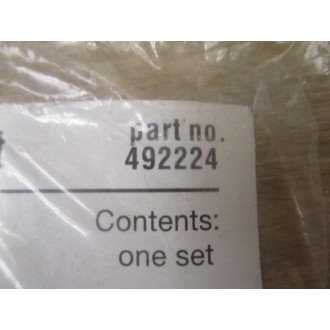 part no.
492224
Contents:
one set